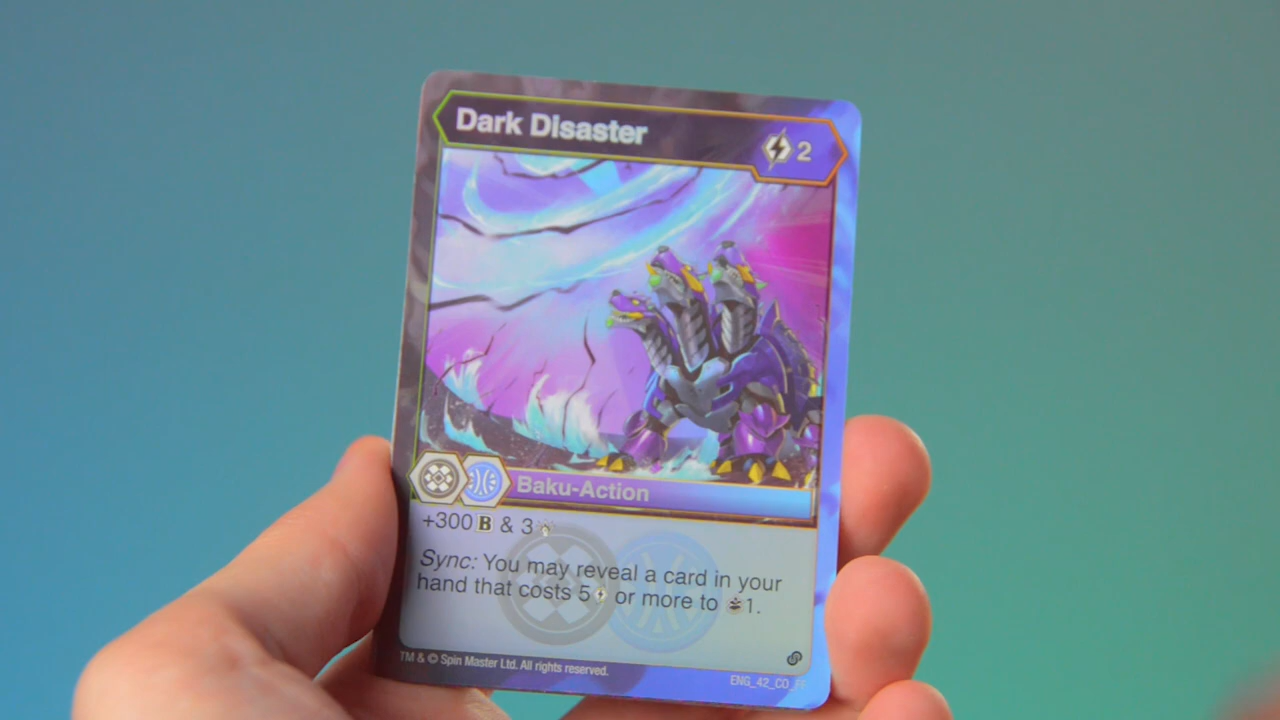 Dark Disaster
2
Baku-Action
+300 B & 3
Sync: You may reveal a card in your
hand that costs 5 or more to 1.
TM & © Spin Master Ltd. All rights reserved.
ENG_42_CO_FF